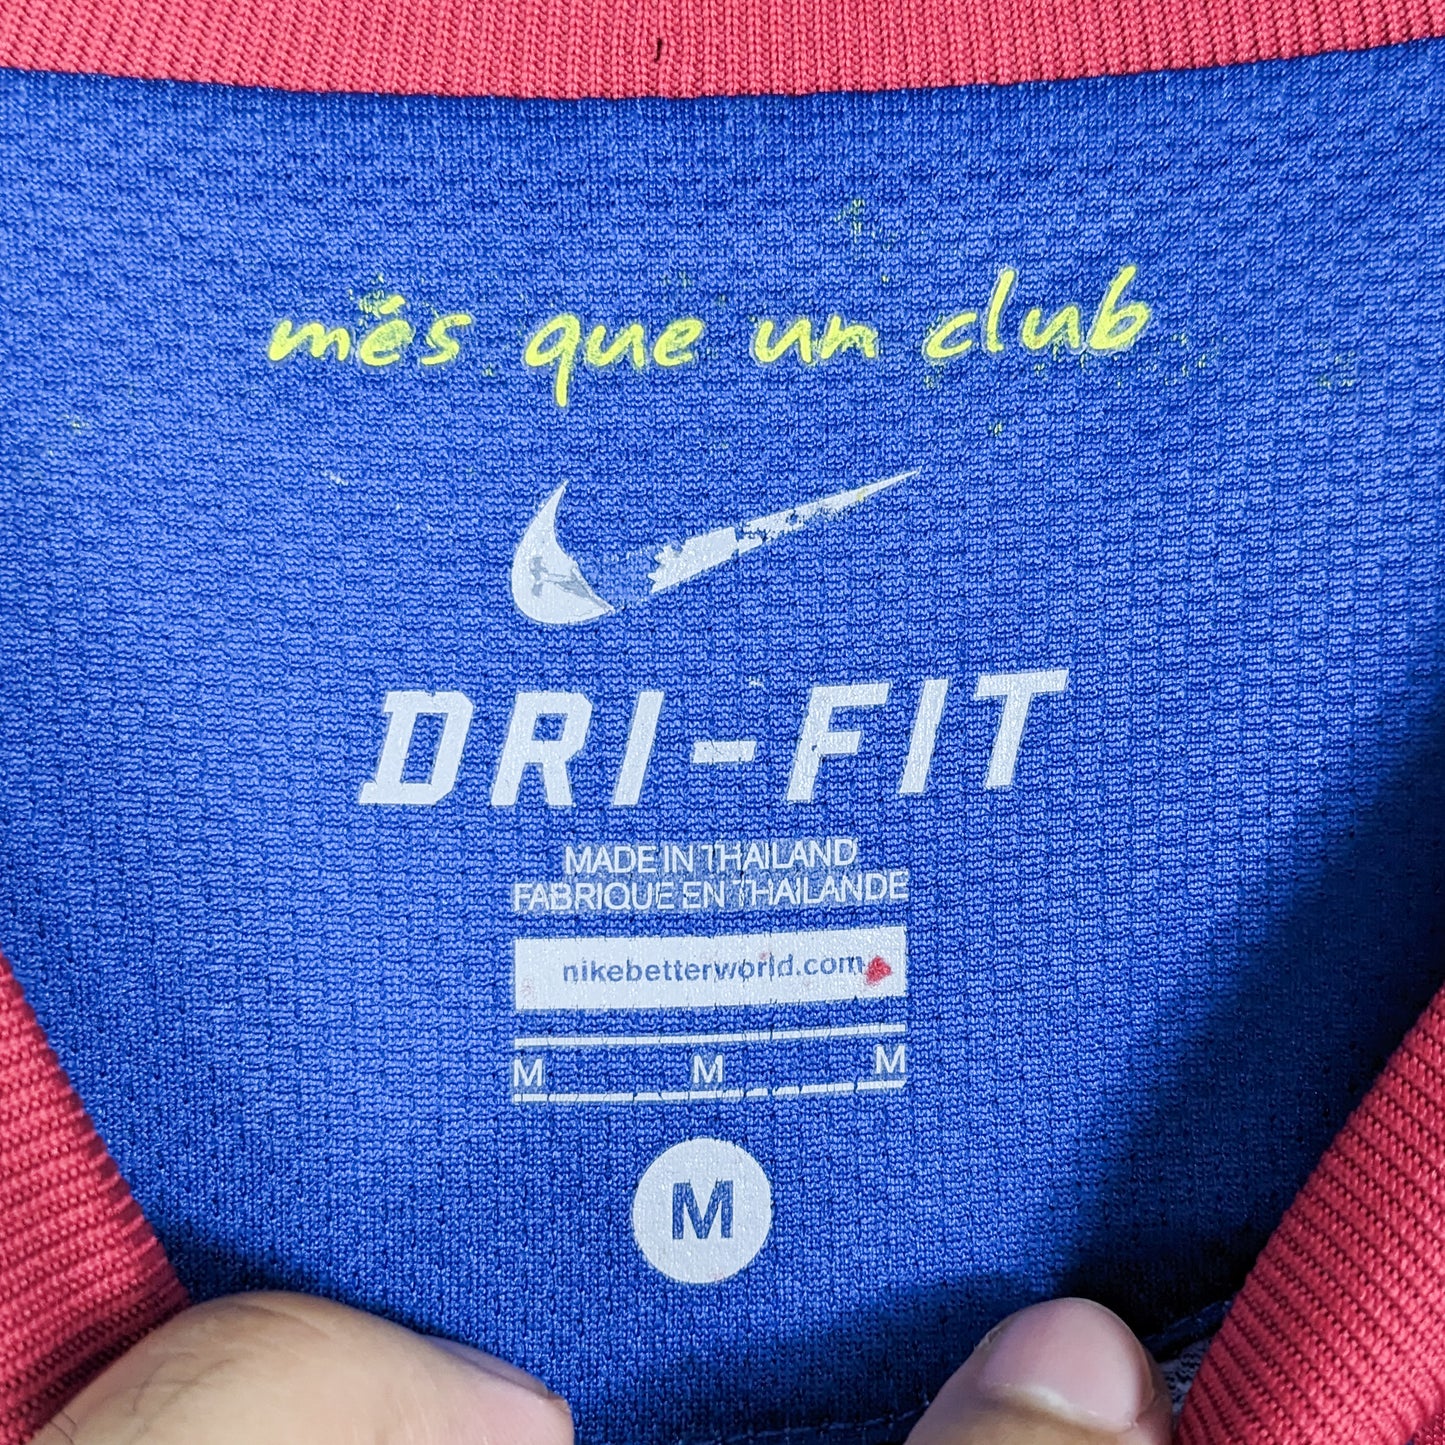 més que un club
DRI-FIT
MADE IN THAILAND
FABRIQUE EN THAILANDE
nikebetterworld.com
M M M
M